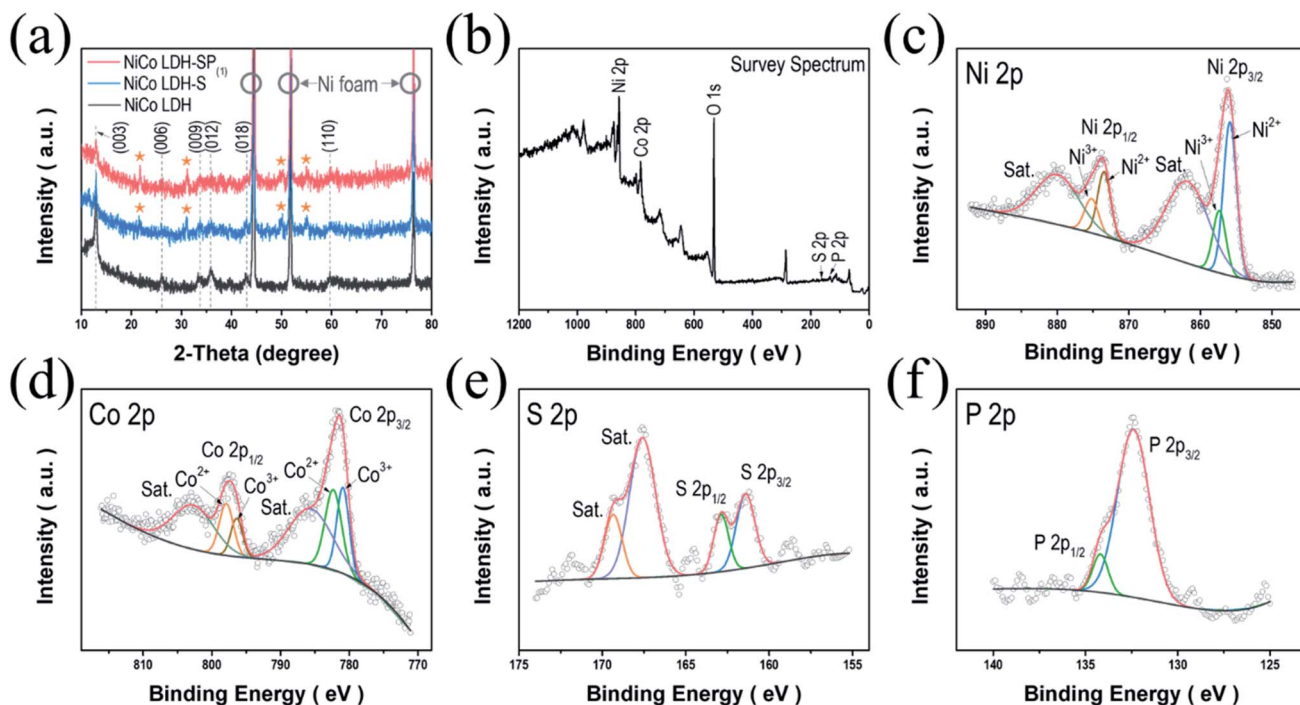 (a)
NiCo LDH-SP(1)
NiCo LDH-S
NiCo LDH
Ni foam
(003)
(006)
(009)
(012)
(018)
(110)
Intensity ( a.u. )
10 20 30 40 50 60 70 80
2-Theta (degree)
(b)
Survey Spectrum
Ni 2p
Co 2p
O 1s
S 2p
P 2p
Intensity ( a.u. )
1200 1000 800 600 400 200 0
Binding Energy ( eV )
(c)
Ni 2p
Ni 2p3/2
Ni 2p1/2
Ni3+
Ni2+
Sat.
Ni3+
Ni2+
Sat.
Intensity ( a.u. )
890 880 870 860 850
Binding Energy ( eV )
(d)
Co 2p
Co 2p3/2
Co 2p1/2
Co2+
Co3+
Co2+
Co3+
Sat.
Sat.
Intensity ( a.u. )
810 800 790 780 770
Binding Energy ( eV )
(e)
S 2p
Sat.
Sat.
S 2p1/2
S 2p3/2
Intensity ( a.u. )
175 170 165 160 155
Binding Energy ( eV )
(f)
P 2p
P 2p3/2
P 2p1/2
Intensity ( a.u. )
140 135 130 125
Binding Energy ( eV )